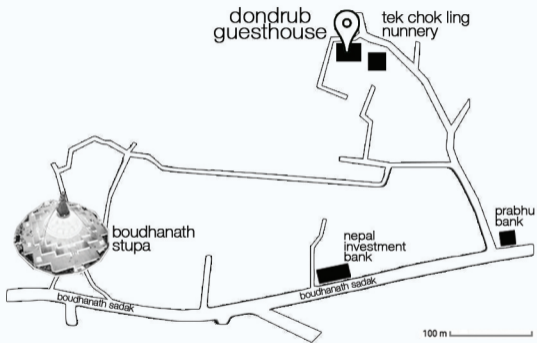 dondrub
guesthouse
tek chok ling
nunnery
boudhanath
stupa
prabhu
bank
nepal
investment
bank
boudhanath sadak
boudhanath sadak
100 m